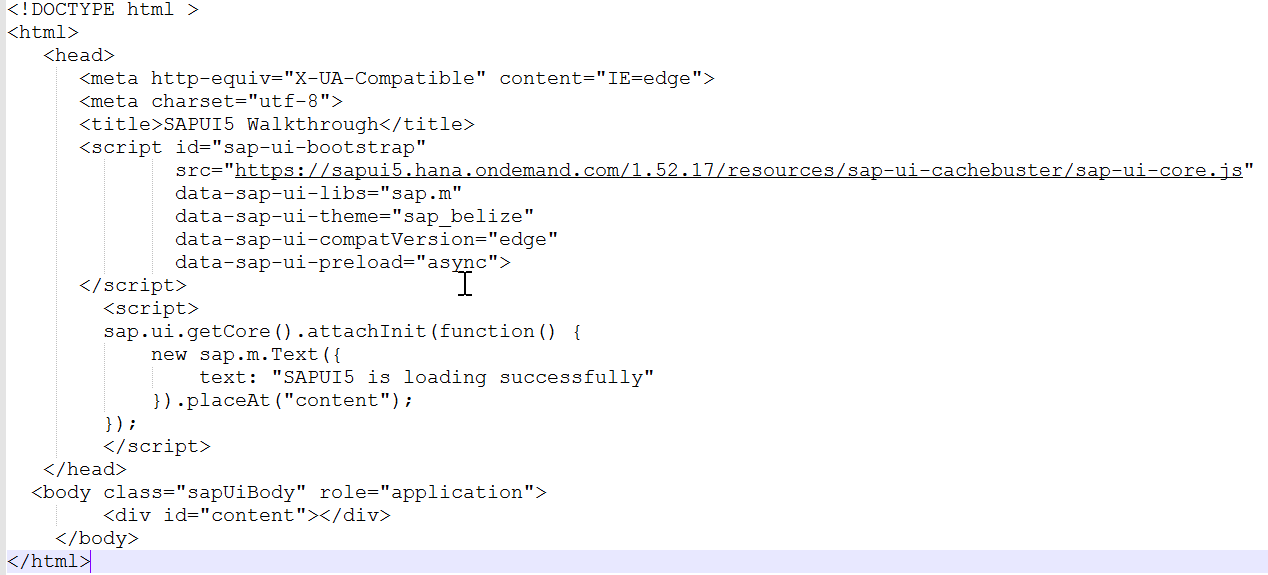 <!DOCTYPE html >
<html>
<head>
<meta http-equiv="X-UA-Compatible" content="IE=edge">
<meta charset="utf-8">
<title>SAPUI5 Walkthrough</title>
<script id="sap-ui-bootstrap"
src="https://sapui5.hana.ondemand.com/1.52.17/resources/sap-ui-cachebuster/sap-ui-core.js"
data-sap-ui-libs="sap.m"
data-sap-ui-theme="sap_belize"
data-sap-ui-compatVersion="edge"
data-sap-ui-preload="async">
</script>
<script>
sap.ui.getCore().attachInit(function() {
new sap.m.Text({
text: "SAPUI5 is loading successfully"
}).placeAt("content");
});
</script>
</head>
<body class="sapUiBody" role="application">
<div id="content"></div>
</body>
</html>